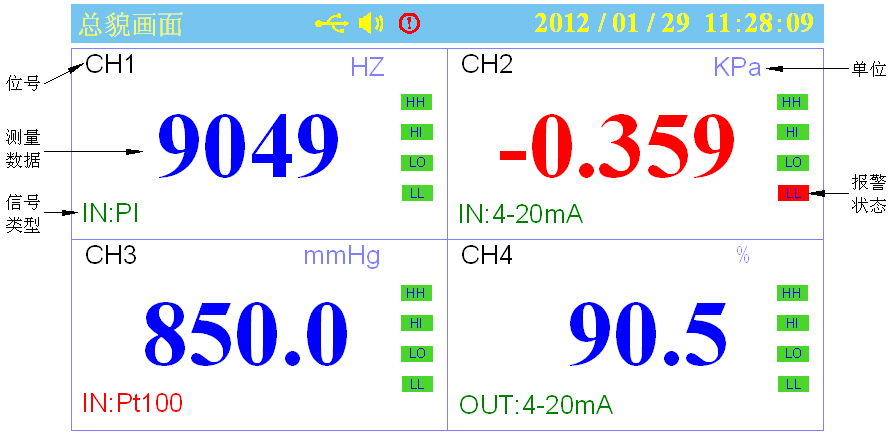 总貌画面 2012 / 01 / 29 11:28:09
位号
测量
数据
信号
类型
CH1 HZ
9049
HH
HI
LO
LL
IN:PI
CH2 KPa
-0.359
HH
HI
LO
LL
IN:4-20mA
单位
报警
状态
CH3 mmHg
850.0
HH
HI
LO
LL
IN:Pt100
CH4 %
90.5
HH
HI
LO
LL
OUT:4-20mA